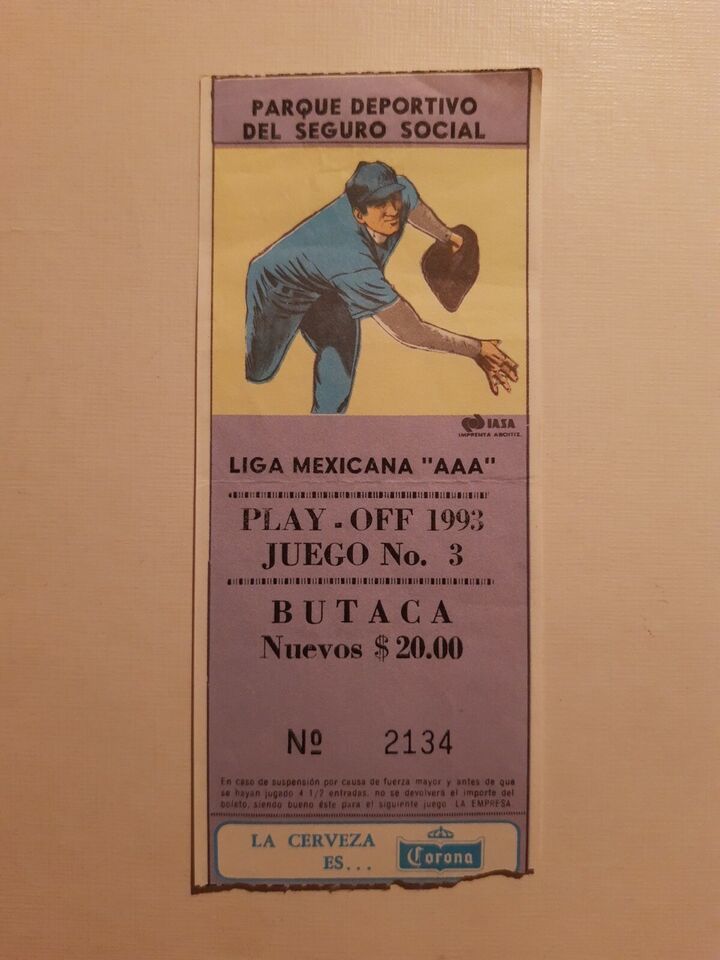 PARQUE DEPORTIVO
DEL SEGURO SOCIAL
IASA
IMPRENTA ARCHTIZ.
LIGA MEXICANA "AAA"
PLAY-OFF 1993
JUEGO No. 3
BUTACA
Nuevos $ 20.00
Nº 2134
En caso de suspensión por causa de fuerza mayor y antes de que
se hayan jugado 4 1/2 entradas, no se devolverá el importe del
boleto, siendo bueno éste para el siguiente juego LA EMPRESA.
LA CERVEZA
ES...
Corona